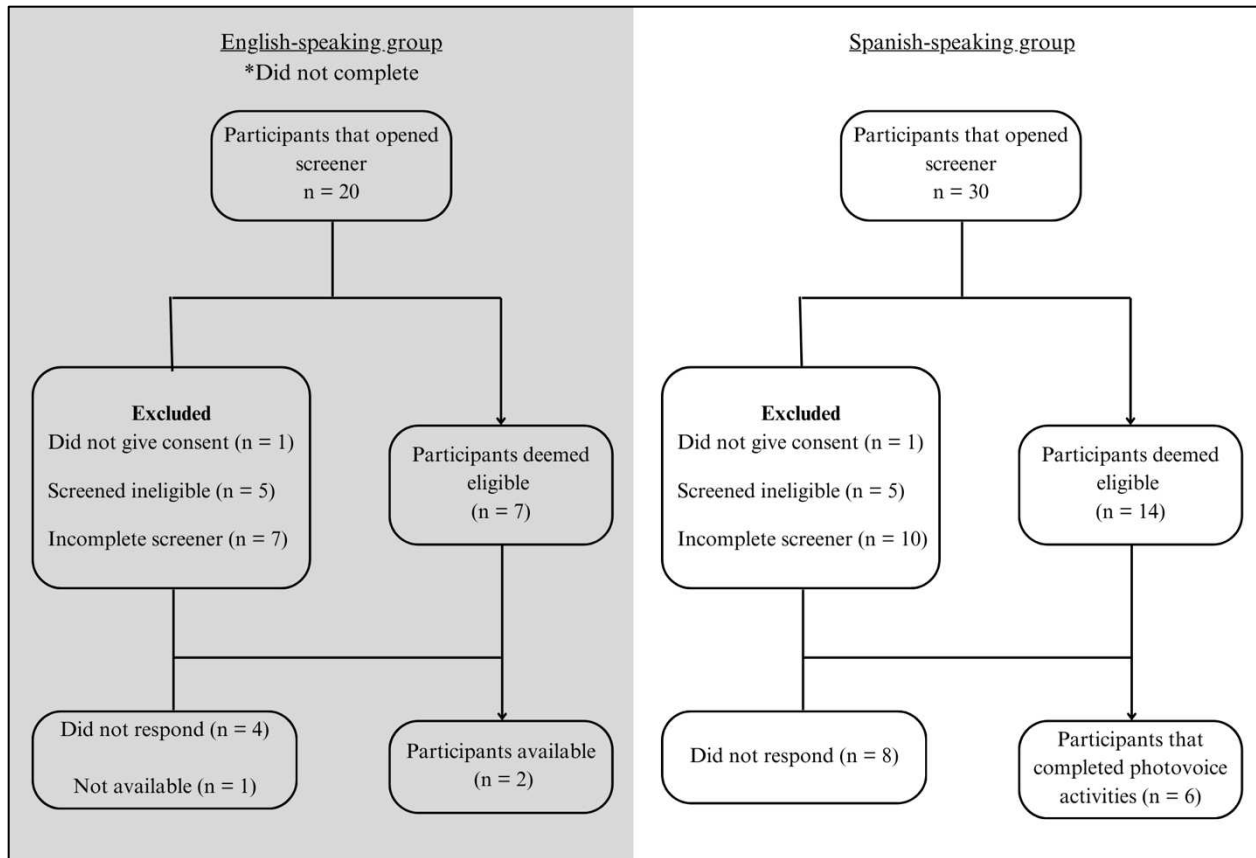 English-speaking group
*Did not complete
Participants that opened
screener
n = 20
Excluded
Did not give consent (n = 1)
Screened ineligible (n = 5)
Incomplete screener (n = 7)
Participants deemed
eligible
(n = 7)
Did not respond (n = 4)
Not available (n = 1)
Participants available
(n = 2)
Spanish-speaking group
Participants that opened
screener
n = 30
Excluded
Did not give consent (n = 1)
Screened ineligible (n = 5)
Incomplete screener (n = 10)
Participants deemed
eligible
(n = 14)
Did not respond (n = 8)
Participants that
completed photovoice
activities (n = 6)